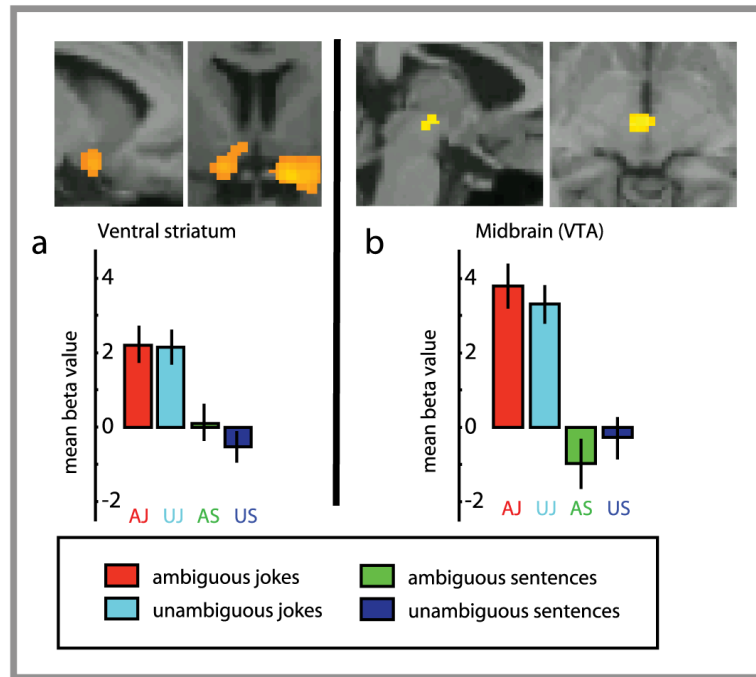 Ventral striatum
a
mean beta value
4
2
0
-2
AJ UJ AS US
Midbrain (VTA)
b
mean beta value
4
2
0
-2
AJ UJ AS US
ambiguous jokes
unambiguous jokes
ambiguous sentences
unambiguous sentences